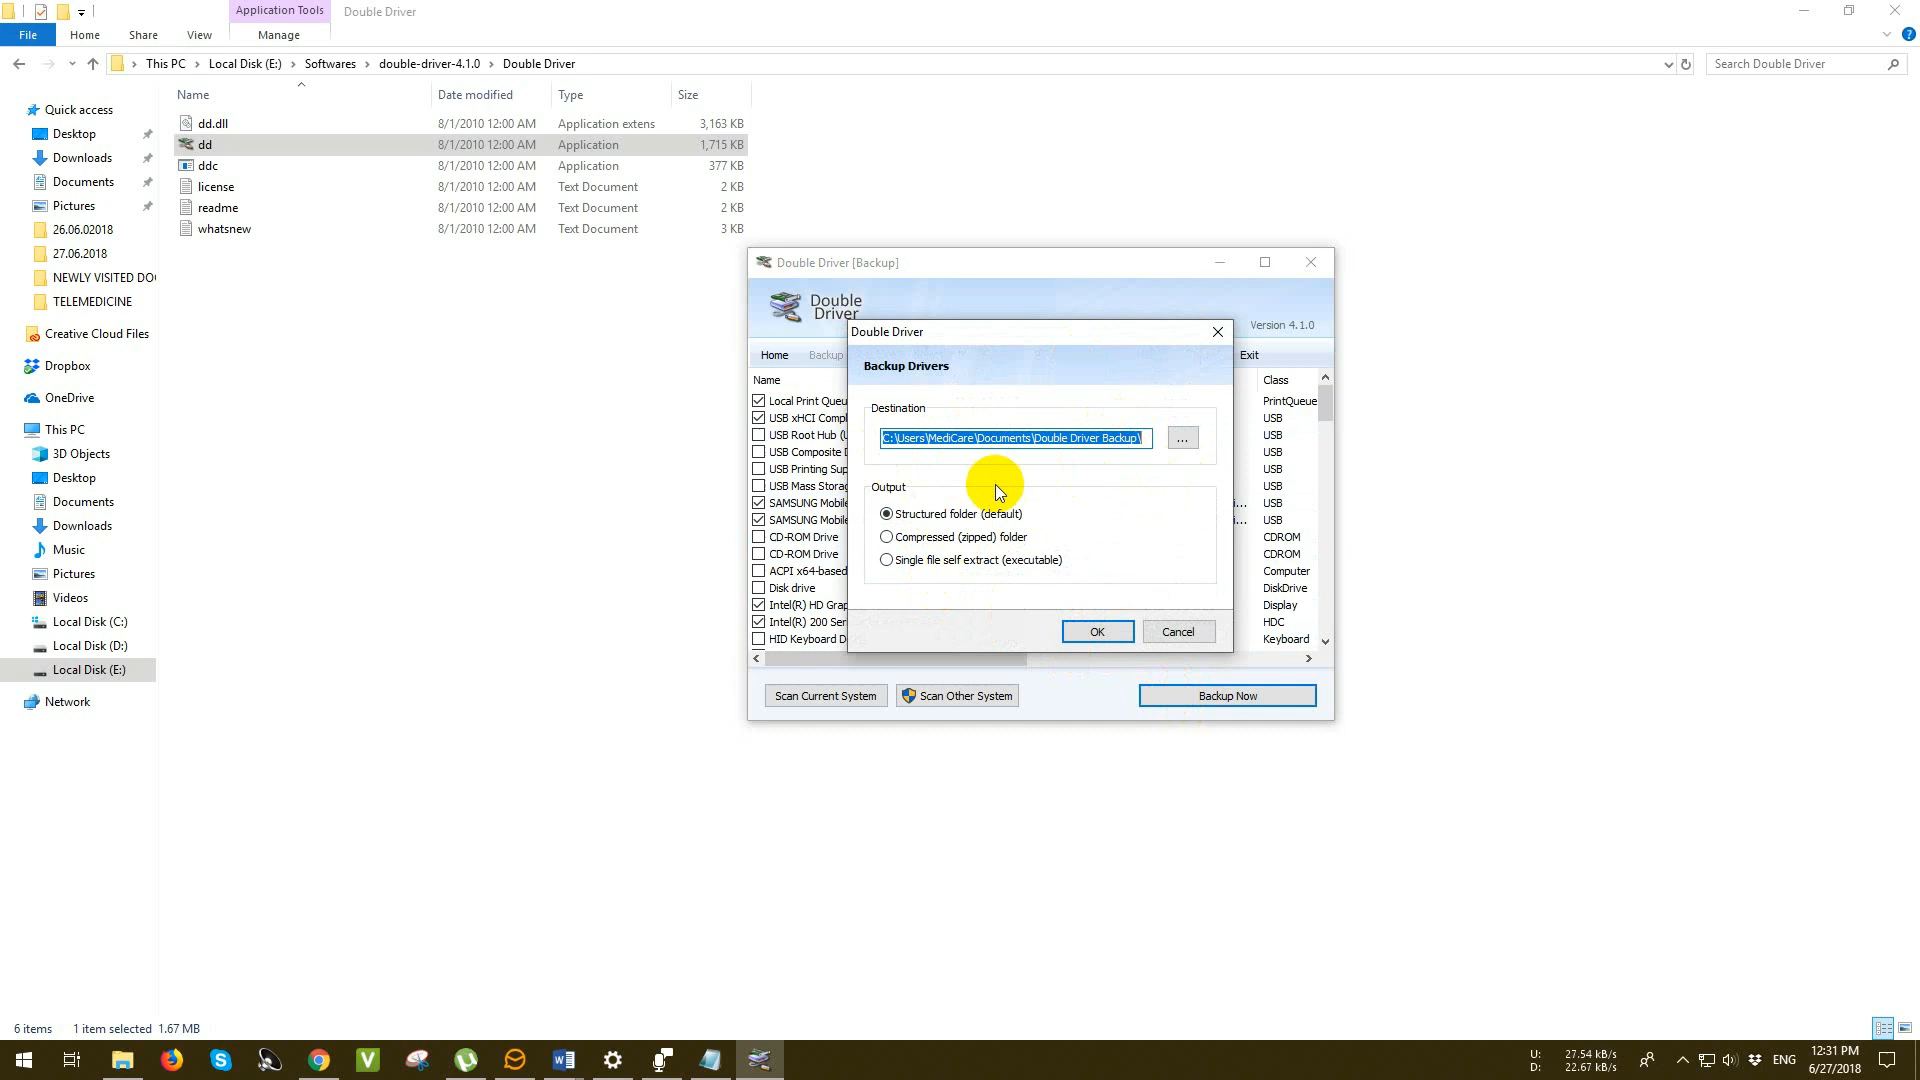 Application Tools
Double Driver
File
Home
Share
View
Manage
This PC
Local Disk (E:)
Softwares
double-driver-4.1.0
Double Driver
Search Double Driver
Name
Date modified
Type
Size
Quick access
Desktop
Downloads
Documents
Pictures
26.06.02018
27.06.2018
NEWLY VISITED DO
TELEMEDICINE
Creative Cloud Files
Dropbox
OneDrive
This PC
3D Objects
Desktop
Documents
Downloads
Music
Pictures
Videos
Local Disk (C:)
Local Disk (D:)
Local Disk (E:)
Network
dd.dll 8/1/2010 12:00 AM Application extens 3,163 KB
dd 8/1/2010 12:00 AM Application 1,715 KB
ddc 8/1/2010 12:00 AM Application 377 KB
license 8/1/2010 12:00 AM Text Document 2 KB
readme 8/1/2010 12:00 AM Text Document 2 KB
whatsnew 8/1/2010 12:00 AM Text Document 3 KB
Double Driver [Backup]
Double
Driver
Version 4.1.0
Home
Backup
Exit
Name
Class
Local Print Queu PrintQueue
USB xHCI Compl USB
USB Root Hub (U USB
USB Composite D USB
USB Printing Sup USB
USB Mass Storag USB
SAMSUNG Mobile i... USB
SAMSUNG Mobile i... USB
CD-ROM Drive CDROM
CD-ROM Drive CDROM
ACPI x64-based Computer
Disk drive DiskDrive
Intel(R) HD Grap Display
Intel(R) 200 Seri HDC
HID Keyboard D Keyboard
Scan Current System
Scan Other System
Backup Now
Double Driver
Backup Drivers
Destination
C:\Users\MediCare\Documents\Double Driver Backup\
...
Output
Structured folder (default)
Compressed (zipped) folder
Single file self extract (executable)
OK
Cancel
6 items
1 item selected 1.67 MB
U: 27.54 kB/s
D: 22.67 kB/s
ENG
12:31 PM
6/27/2018